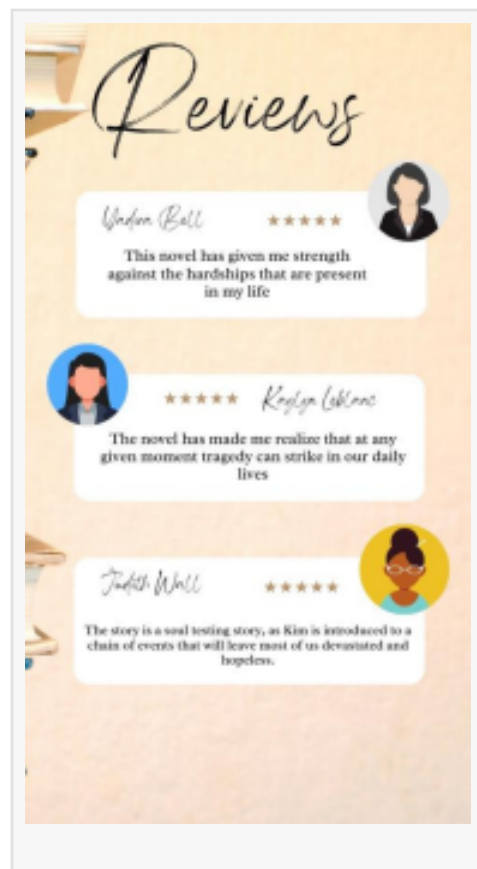 Reviews
Bell
This novel has given me strength
against the hardships that are present
in my life
Kaylyn Leblanc
The novel has made me realize that at any
given moment tragedy can strike in our daily
lives
Judith Wall
The story is a soul testing story, as Kim is introduced to a
chain of events that will leave most of us devastated and
hopeless.